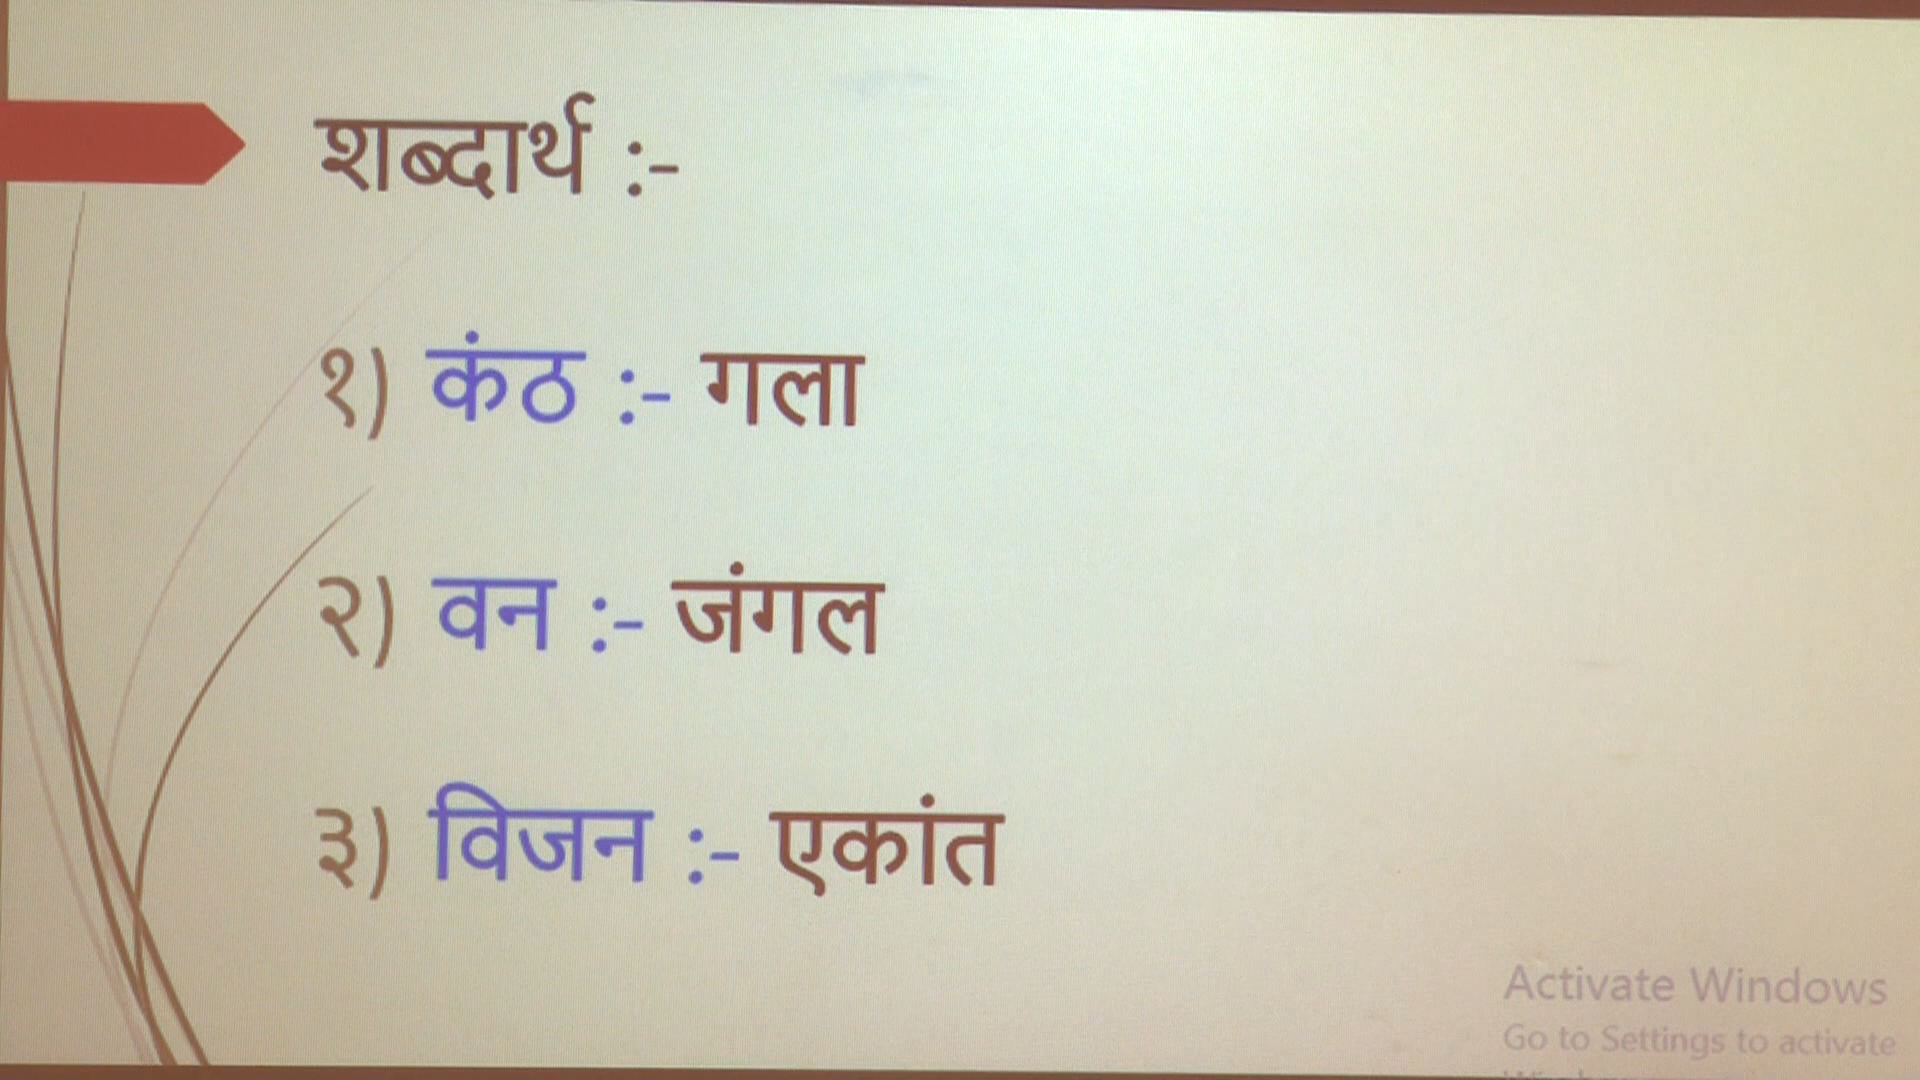 शब्दार्थ :-
१) कंठ :- गला
२) वन :- जंगल
३) विजन :- एकांत
Activate Windows
Go to Settings to activate